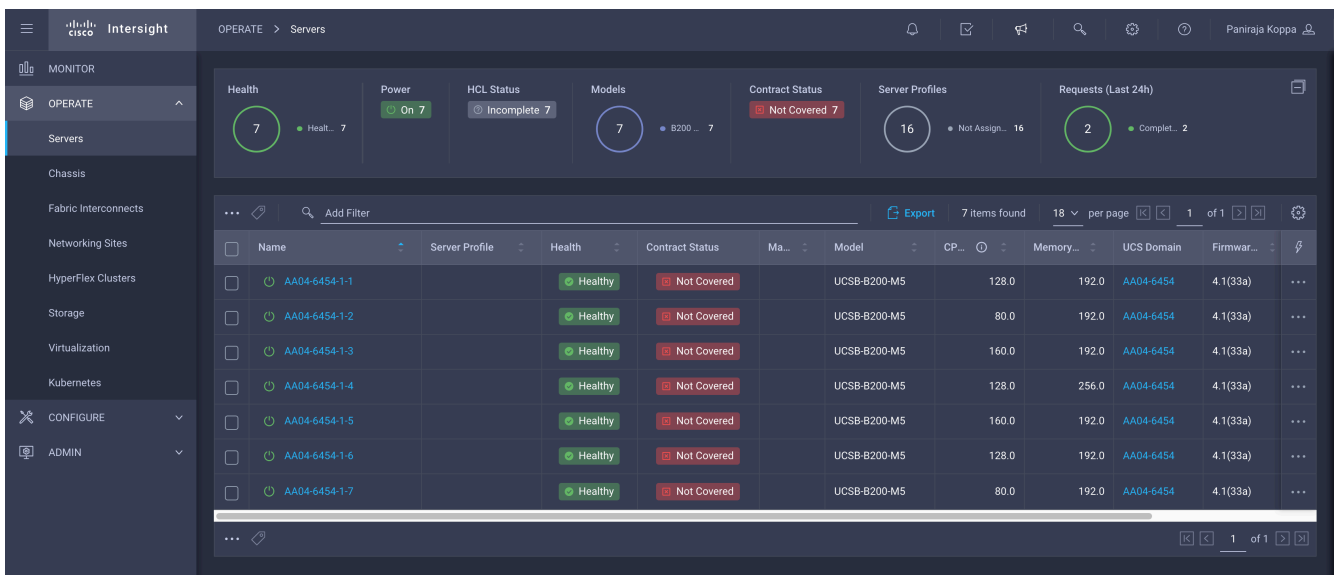 cisco Intersight
OPERATE > Servers
Paniraja Koppa
MONITOR
OPERATE
Servers
Chassis
Fabric Interconnects
Networking Sites
HyperFlex Clusters
Storage
Virtualization
Kubernetes
CONFIGURE
ADMIN
Health Power HCL Status Models Contract Status Server Profiles Requests (Last 24h)
On 7 Incomplete 7 Not Covered 7
7 Healt... 7 7 B200 ... 7 16 Not Assign... 16 2 Complet... 2
Add Filter Export 7 items found 18 per page 1 of 1
Name Server Profile Health Contract Status Ma... Model CP... Memory... UCS Domain Firmwar...
AA04-6454-1-1 Healthy Not Covered UCSB-B200-M5 128.0 192.0 AA04-6454 4.1(33a)
AA04-6454-1-2 Healthy Not Covered UCSB-B200-M5 80.0 192.0 AA04-6454 4.1(33a)
AA04-6454-1-3 Healthy Not Covered UCSB-B200-M5 160.0 192.0 AA04-6454 4.1(33a)
AA04-6454-1-4 Healthy Not Covered UCSB-B200-M5 128.0 256.0 AA04-6454 4.1(33a)
AA04-6454-1-5 Healthy Not Covered UCSB-B200-M5 160.0 192.0 AA04-6454 4.1(33a)
AA04-6454-1-6 Healthy Not Covered UCSB-B200-M5 128.0 192.0 AA04-6454 4.1(33a)
AA04-6454-1-7 Healthy Not Covered UCSB-B200-M5 80.0 192.0 AA04-6454 4.1(33a)
1 of 1